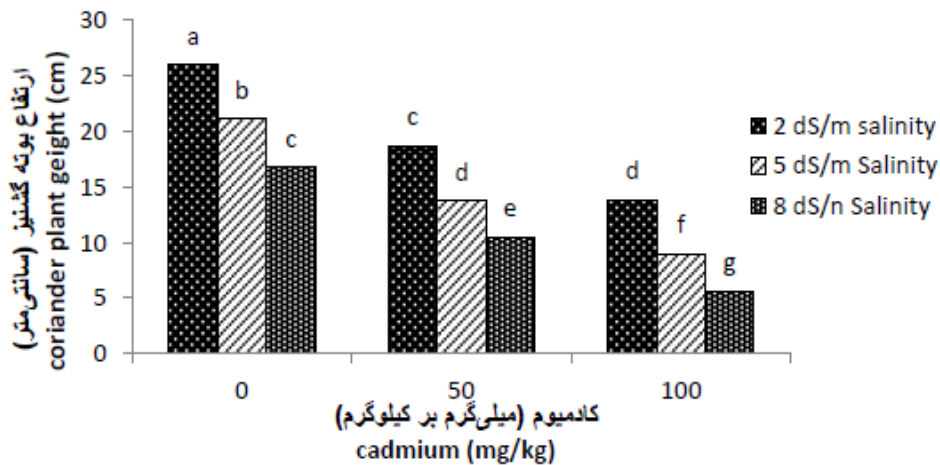 ارتفاع بوته گشنیز (سانتی‌متر)
coriander plant geight (cm)
30
25
20
15
10
5
0
a
b
c
c
d
e
d
f
g
2 dS/m salinity
5 dS/m Salinity
8 dS/n Salinity
0
50
100
کادمیوم (میلی‌گرم بر کیلوگرم)
cadmium (mg/kg)